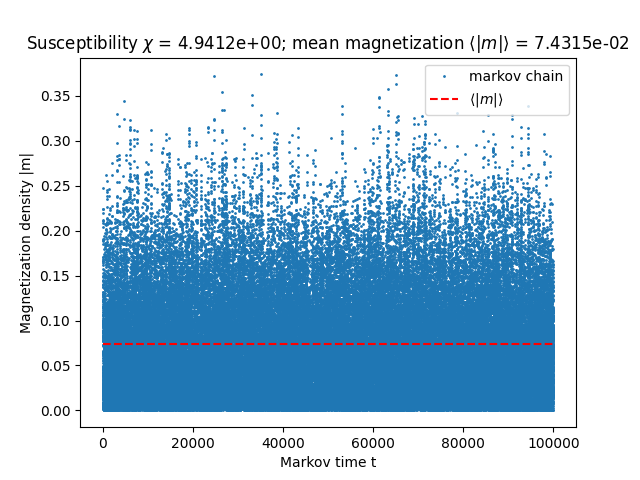 Susceptibility χ = 4.9412e+00; mean magnetization ⟨|m|⟩ = 7.4315e-02
markov chain
⟨|m|⟩
Magnetization density |m|
0.35
0.30
0.25
0.20
0.15
0.10
0.05
0.00
0 20000 40000 60000 80000 100000
Markov time t